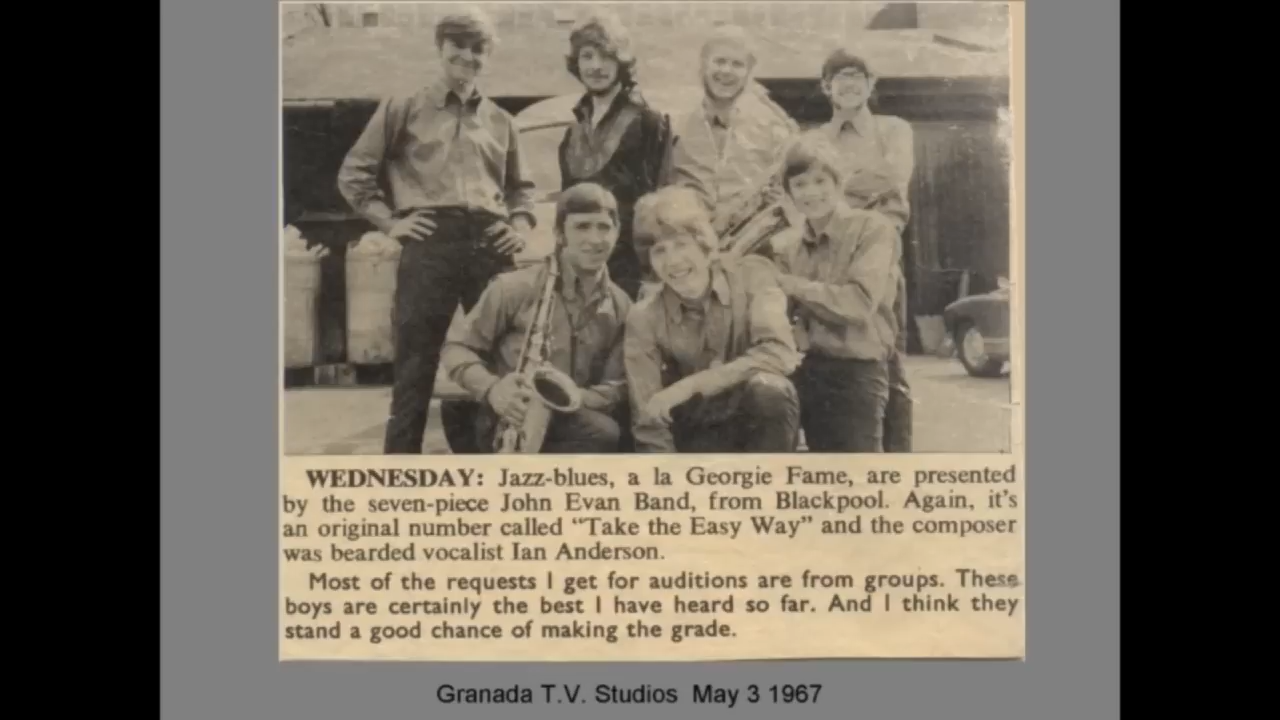 WEDNESDAY: Jazz-blues, a la Georgie Fame, are presented
by the seven-piece John Evan Band, from Blackpool. Again, it's
an original number called "Take the Easy Way" and the composer
was bearded vocalist Ian Anderson.
Most of the requests I get for auditions are from groups. These
boys are certainly the best I have heard so far. And I think they
stand a good chance of making the grade.
Granada T.V. Studios May 3 1967